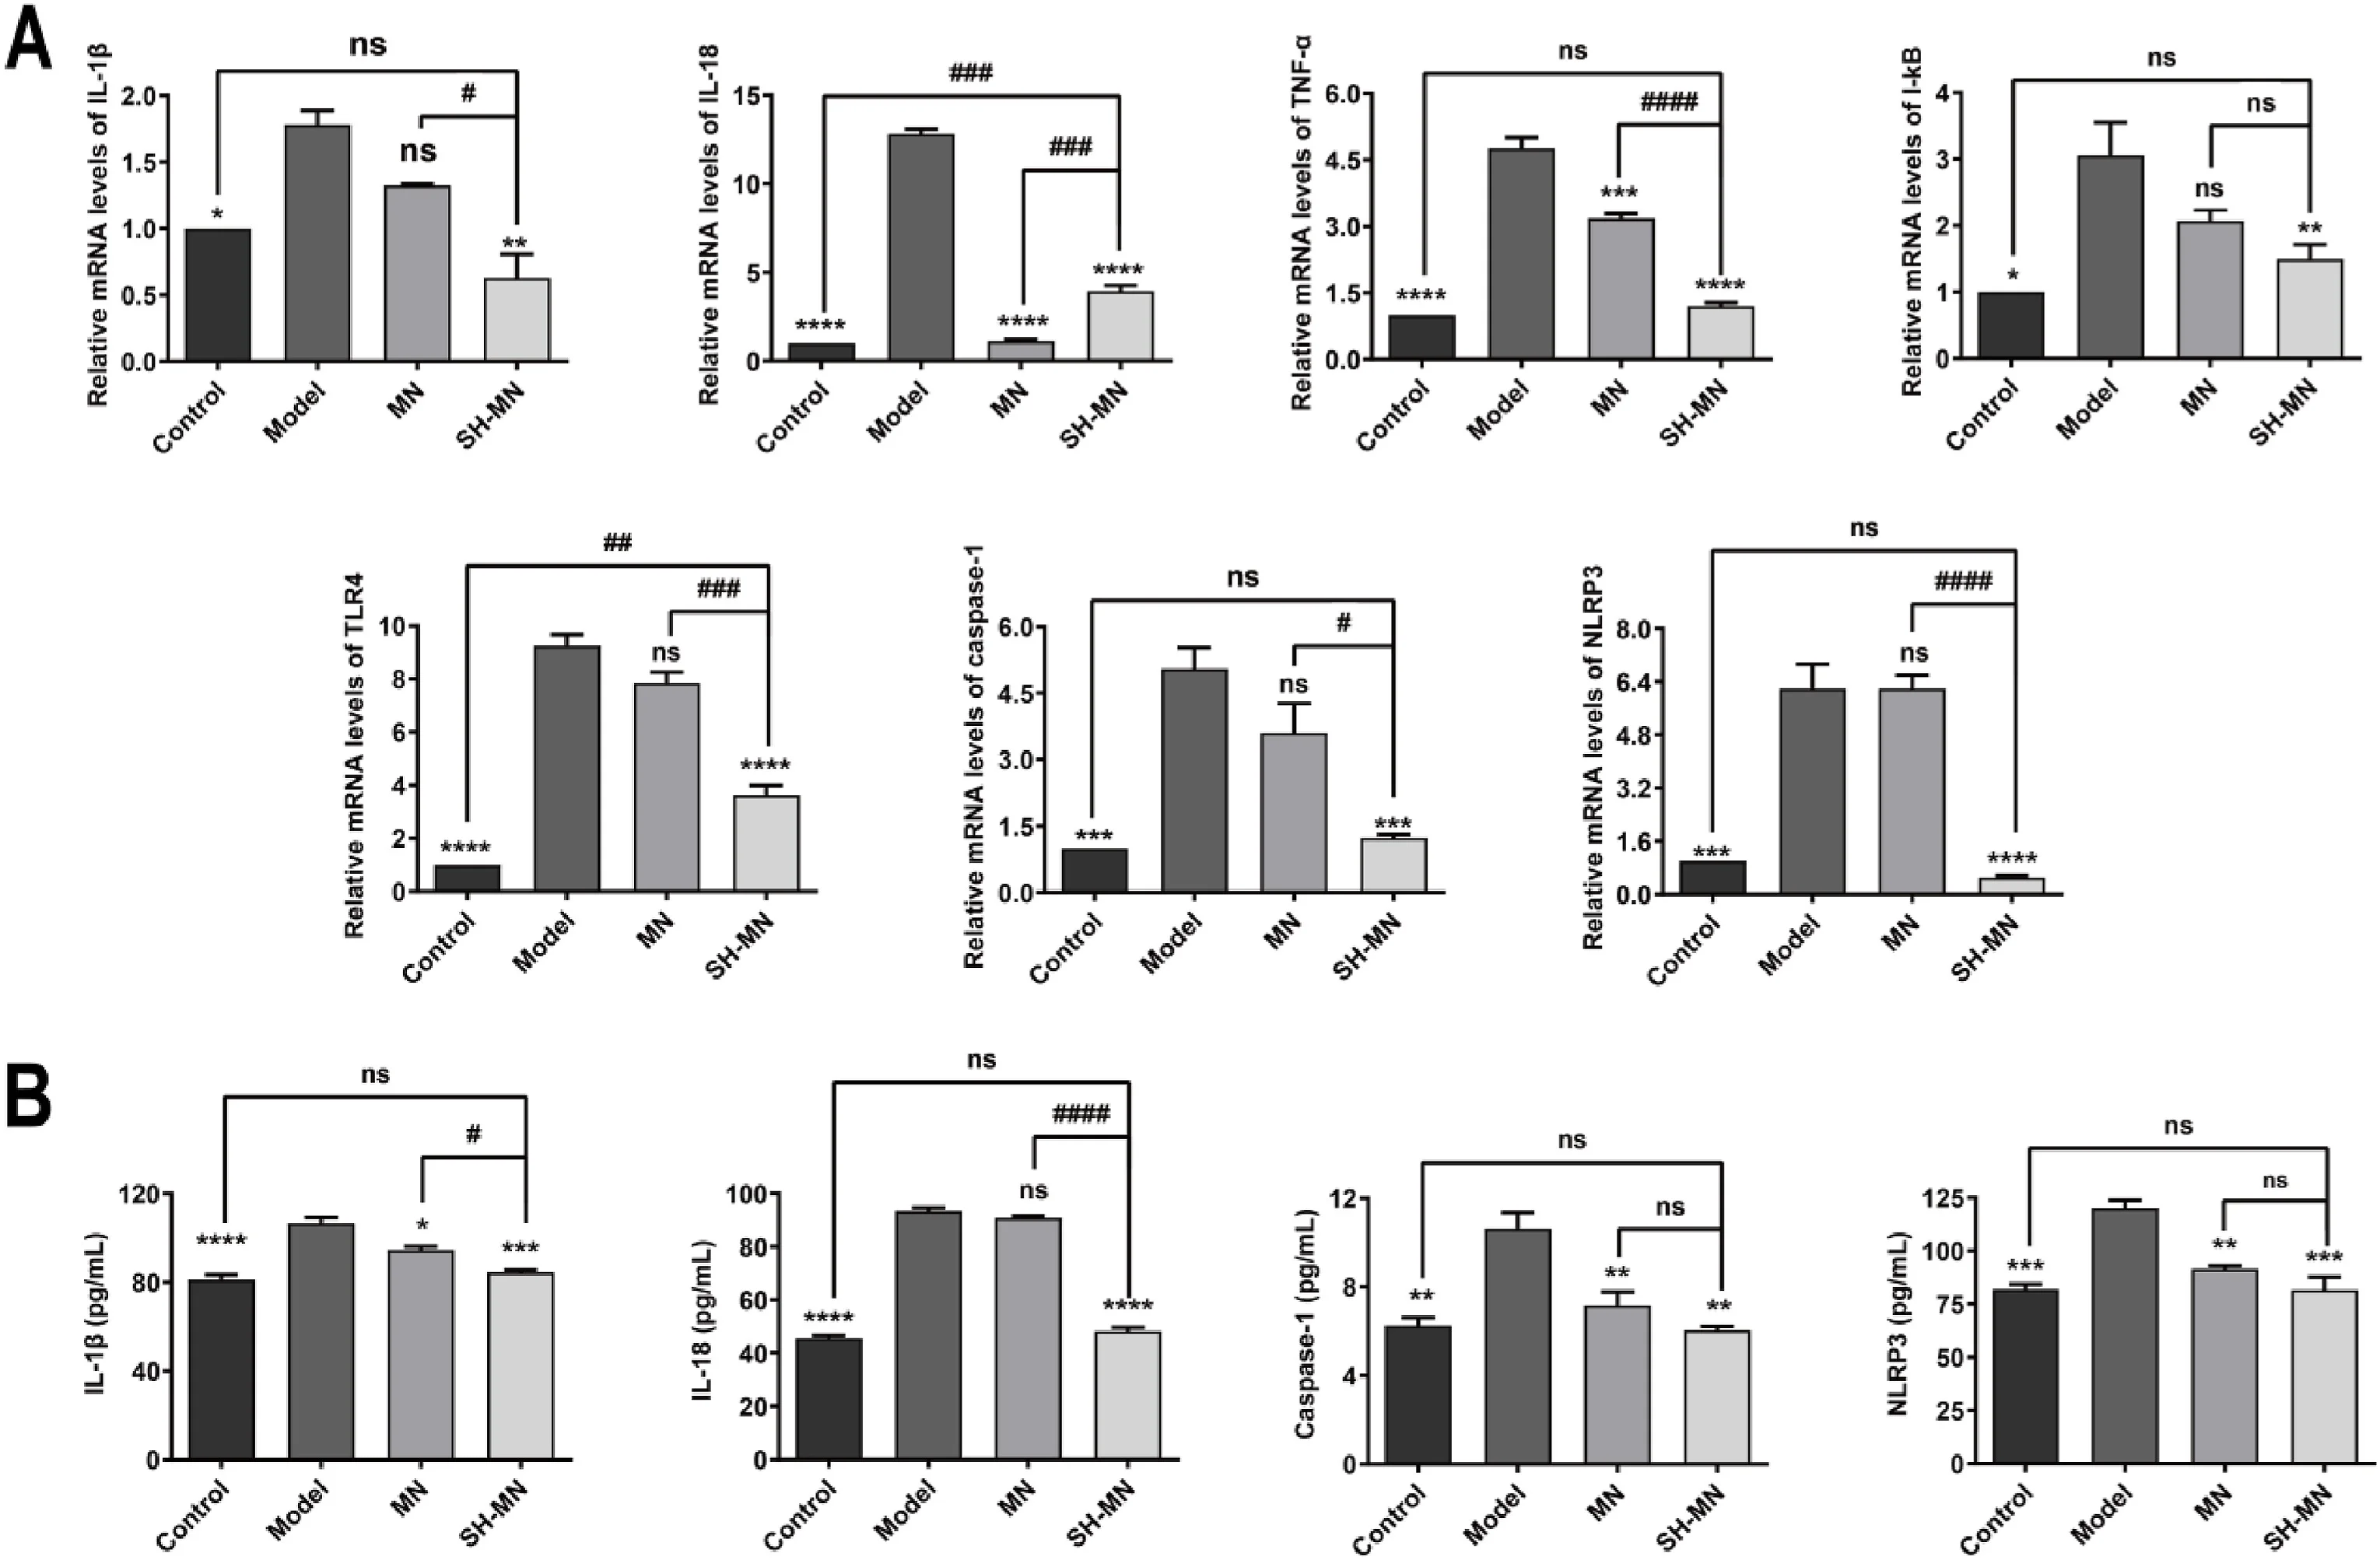 A
Relative mRNA levels of IL-1β
2.0
1.5
1.0
0.5
0.0
ns
#
*
ns
**
Control
Model
MN
SH-MN
Relative mRNA levels of IL-18
15
10
5
0
###
###
****
****
****
Control
Model
MN
SH-MN
Relative mRNA levels of TNF-α
6.0
4.5
3.0
1.5
0.0
ns
####
****
***
****
Control
Model
MN
SH-MN
Relative mRNA levels of I-kB
4
3
2
1
0
ns
ns
*
ns
**
Control
Model
MN
SH-MN
Relative mRNA levels of TLR4
10
8
6
4
2
0
##
###
****
ns
****
Control
Model
MN
SH-MN
Relative mRNA levels of caspase-1
6.0
4.5
3.0
1.5
0.0
ns
#
***
ns
***
Control
Model
MN
SH-MN
Relative mRNA levels of NLRP3
8.0
6.4
4.8
3.2
1.6
0.0
ns
####
***
ns
****
Control
Model
MN
SH-MN
B
IL-1β (pg/mL)
120
80
40
0
ns
#
****
*
***
Control
Model
MN
SH-MN
IL-18 (pg/mL)
100
80
60
40
20
0
ns
####
****
ns
****
Control
Model
MN
SH-MN
Caspase-1 (pg/mL)
12
8
4
0
ns
ns
**
**
**
Control
Model
MN
SH-MN
NLRP3 (pg/mL)
125
100
75
50
25
0
ns
ns
***
**
***
Control
Model
MN
SH-MN